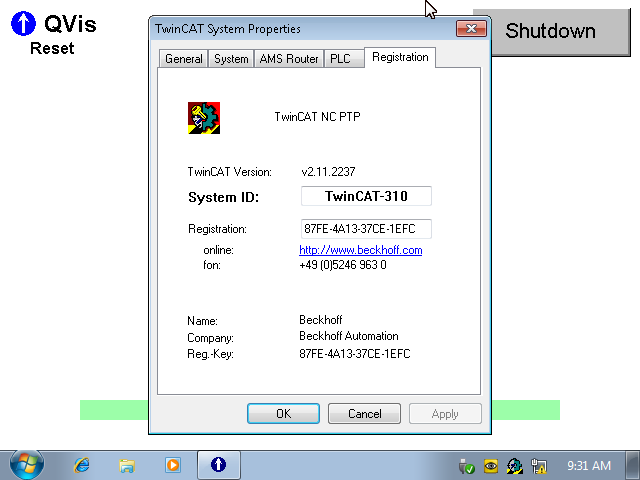 QVis
Reset
Shutdown
TwinCAT System Properties
General System AMS Router PLC Registration
TwinCAT NC PTP
TwinCAT Version: v2.11.2237
System ID: TwinCAT-310
Registration: 87FE-4A13-37CE-1EFC
online: http://www.beckhoff.com
fon: +49 (0)5246 963 0
Name: Beckhoff
Company: Beckhoff Automation
Reg.-Key: 87FE-4A13-37CE-1EFC
OK Cancel Apply
9:31 AM